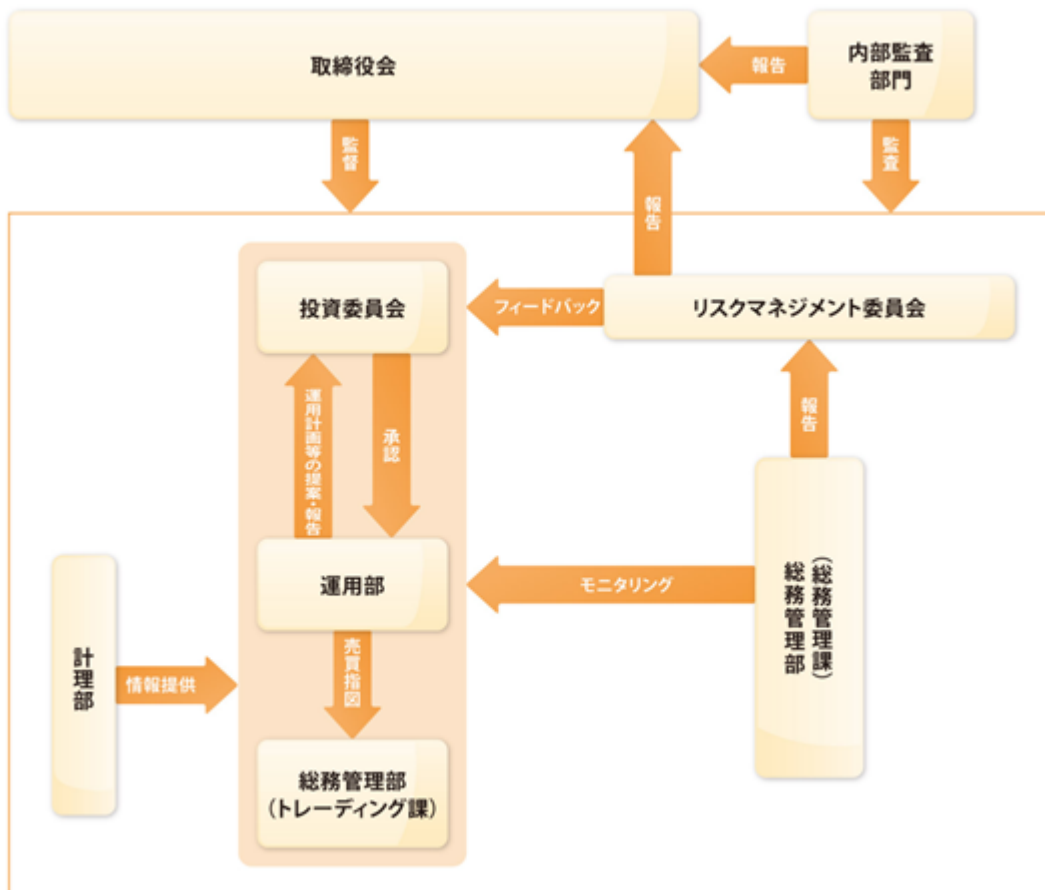 取締役会
報告
内部監査
部門
監督
報告
監査
投資委員会
フィードバック
リスクマネジメント委員会
運用計画等の提案・報告
承認
報告
運用部
モニタリング
総務管理部
（総務管理課）
計理部
情報提供
売買指図
総務管理部
（トレーディング課）